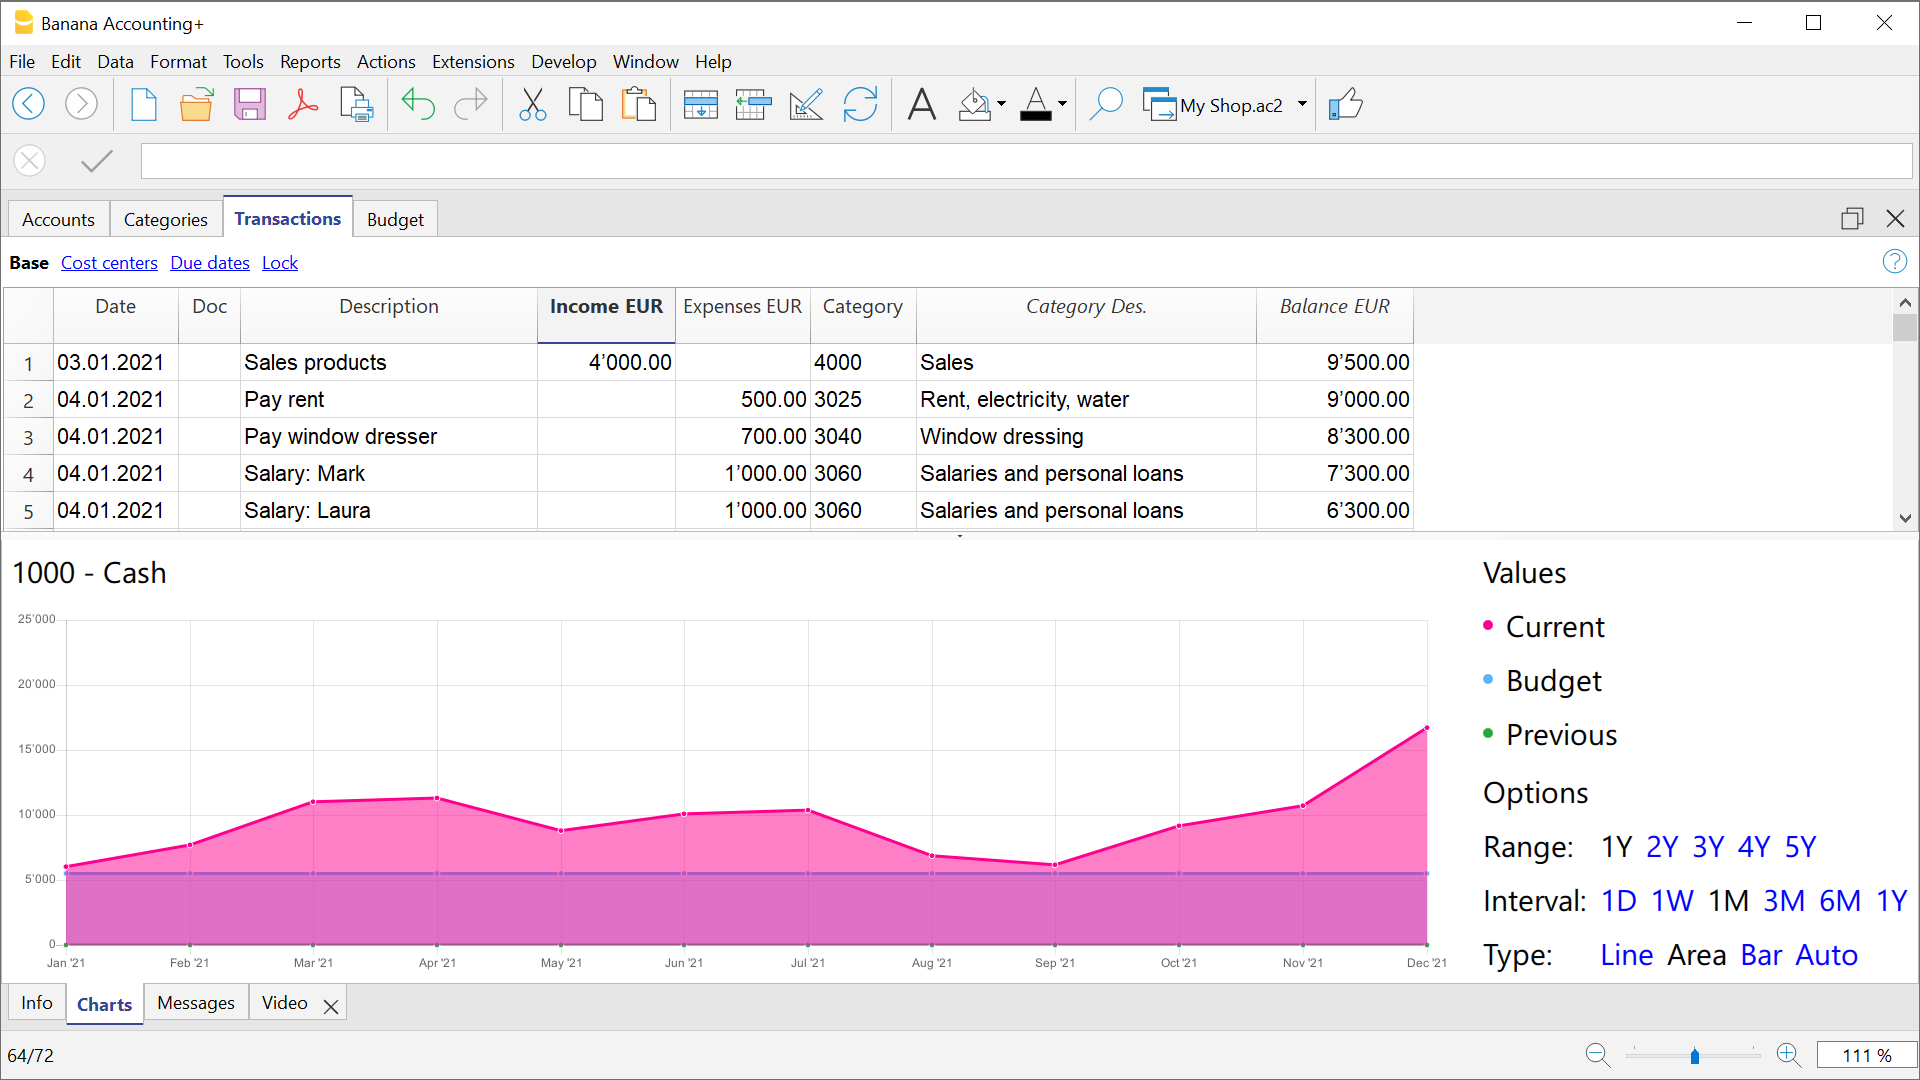 Banana Accounting+
File Edit Data Format Tools Reports Actions Extensions Develop Window Help
A A My Shop.ac2
Accounts Categories Transactions Budget
Base Cost centers Due dates Lock ?
Date Doc Description Income EUR Expenses EUR Category Category Des. Balance EUR
1 03.01.2021 Sales products 4’000.00 4000 Sales 9’500.00
2 04.01.2021 Pay rent 500.00 3025 Rent, electricity, water 9’000.00
3 04.01.2021 Pay window dresser 700.00 3040 Window dressing 8’300.00
4 04.01.2021 Salary: Mark 1’000.00 3060 Salaries and personal loans 7’300.00
5 04.01.2021 Salary: Laura 1’000.00 3060 Salaries and personal loans 6’300.00
1000 - Cash
25’000
20’000
15’000
10’000
5’000
0
Jan '21 Feb '21 Mar '21 Apr '21 May '21 Jun '21 Jul '21 Aug '21 Sep '21 Oct '21 Nov '21 Dec '21
Values
Current
Budget
Previous
Options
Range: 1Y 2Y 3Y 4Y 5Y
Interval: 1D 1W 1M 3M 6M 1Y
Type: Line Area Bar Auto
Info Charts Messages Video
64/72
111 %